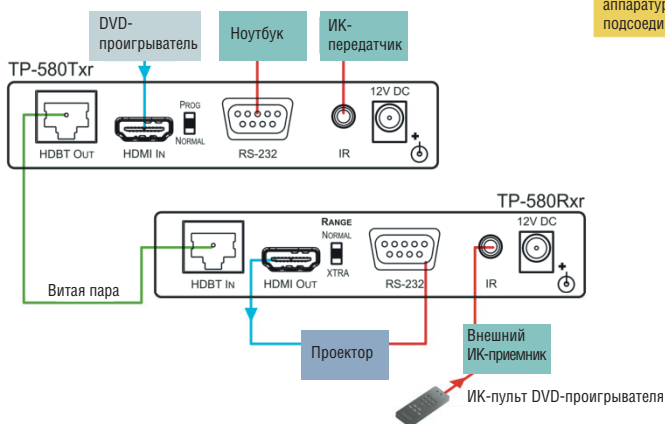 аппаратур
подсоеди
DVD-
проигрыватель
Ноутбук
ИК-
передатчик
TP-580Txr
12V DC
PROG
NORMAL
HDBT OUT
HDMI IN
RS-232
IR
TP-580Rxr
12V DC
RANGE
NORMAL
XTRA
HDBT IN
HDMI OUT
RS-232
IR
Витая пара
Проектор
Внешний
ИК-приемник
ИК-пульт DVD-проигрывателя